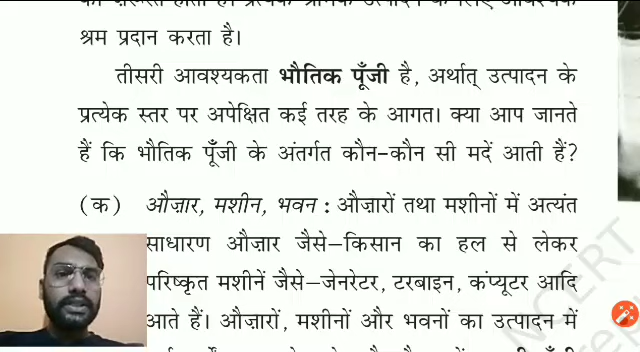 श्रम प्रदान करता है।
तीसरी आवश्यकता भौतिक पूँजी है, अर्थात् उत्पादन के
प्रत्येक स्तर पर अपेक्षित कई तरह के आगत। क्या आप जानते
हैं कि भौतिक पूँजी के अंतर्गत कौन-कौन सी मदें आती हैं?
(क) औज़ार, मशीन, भवन : औज़ारों तथा मशीनों में अत्यंत
साधारण औज़ार जैसे–किसान का हल से लेकर
परिष्कृत मशीनें जैसे–जेनरेटर, टरबाइन, कंप्यूटर आदि
आते हैं। औज़ारों, मशीनों और भवनों का उत्पादन में
NCERT